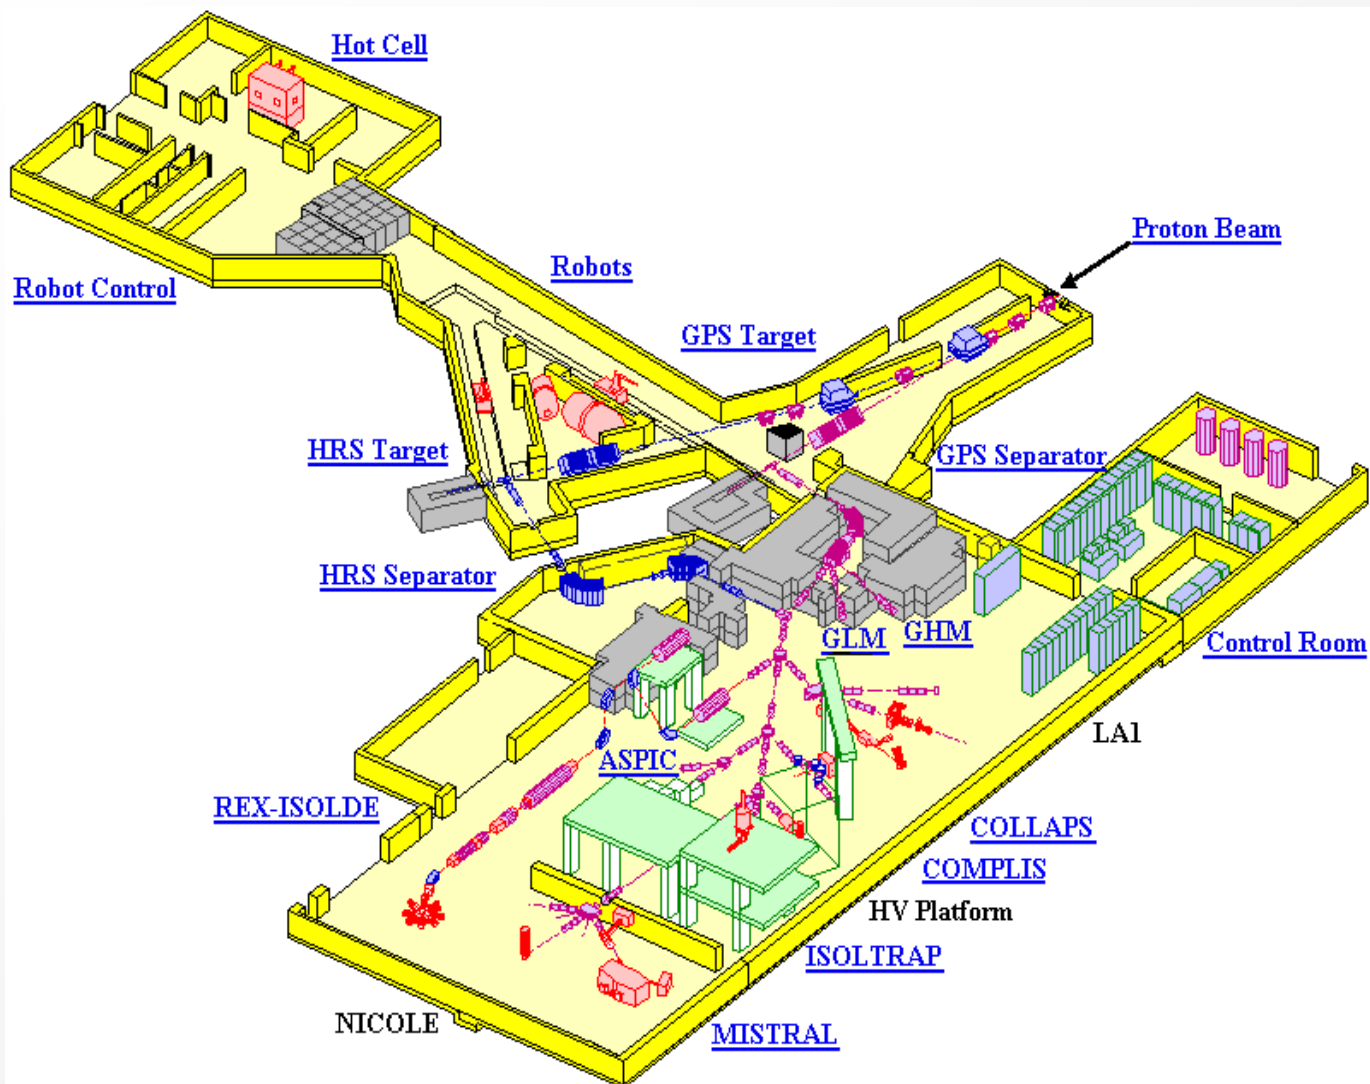 Hot Cell
Proton Beam
Robots
Robot Control
GPS Target
HRS Target
GPS Separator
HRS Separator
GLM
GHM
Control Room
LA1
ASPIC
REX-ISOLDE
COLLAPS
COMPLIS
HV Platform
ISOLTRAP
NICOLE
MISTRAL